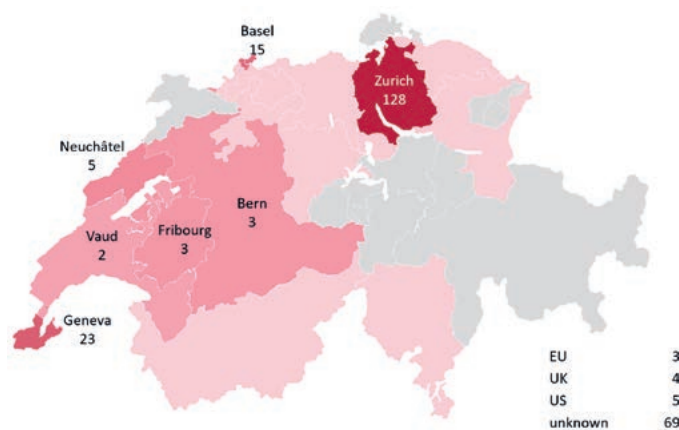 Basel
15
Zurich
128
Neuchâtel
5
Bern
3
Fribourg
3
Vaud
2
Geneva
23
EU 3
UK 4
US 5
unknown 69